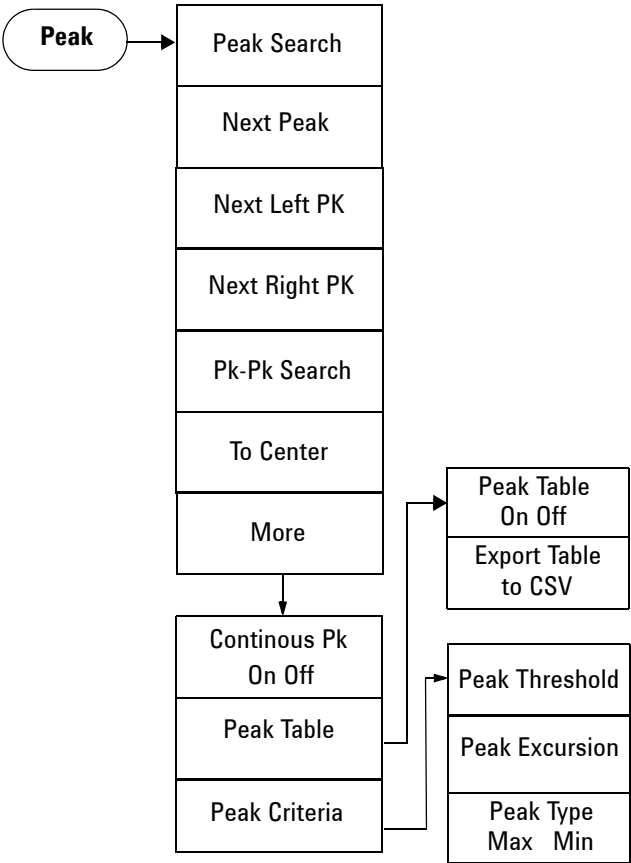 Peak
Peak Search
Next Peak
Next Left PK
Next Right PK
Pk-Pk Search
To Center
More
Continous Pk
On Off
Peak Table
Peak Criteria
Peak Table
On Off
Export Table
to CSV
Peak Threshold
Peak Excursion
Peak Type
Max Min